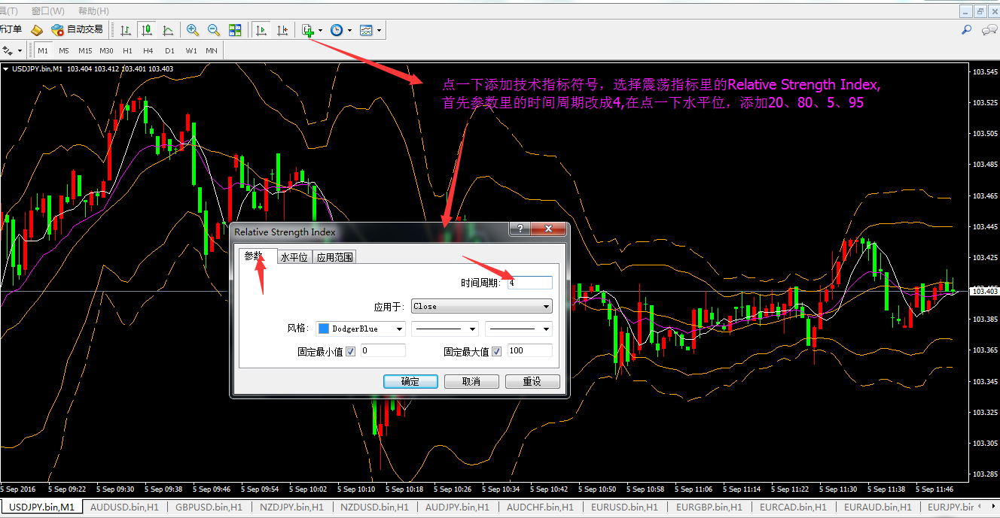 具(T) 窗口(W) 帮助(H)
新订单 自动交易
M1 M5 M15 M30 H1 H4 D1 W1 MN
USDJPY.bin,M1 103.404 103.412 103.401 103.403
点一下添加技术指标符号，选择震荡指标里的Relative Strength Index,
首先参数里的时间周期改成4,在点一下水平位，添加20、80、5、95
103.545
103.525
103.505
103.485
103.465
103.445
103.425
103.403
103.385
103.365
103.345
103.325
103.305
103.285
Relative Strength Index
参数 水平位 应用范围
时间周期: 4
应用于: Close
风格: DodgerBlue
固定最小值 0 固定最大值 100
确定 取消 重设
5 Sep 2016 5 Sep 09:22 5 Sep 09:30 5 Sep 09:38 5 Sep 09:46 5 Sep 09:54 5 Sep 10:02 5 Sep 10:10 5 Sep 10:18 5 Sep 10:26 5 Sep 10:34 5 Sep 10:42 5 Sep 10:50 5 Sep 10:58 5 Sep 11:06 5 Sep 11:14 5 Sep 11:22 5 Sep 11:30 5 Sep 11:38 5 Sep 11:46
USDJPY.bin,M1 AUDUSD.bin,H1 GBPUSD.bin,H1 NZDJPY.bin,H1 NZDUSD.bin,H1 AUDJPY.bin,H1 AUDCHF.bin,H1 EURUSD.bin,H1 EURGBP.bin,H1 EURCAD.bin,H1 EURAUD.bin,H1 EURJPY.bin